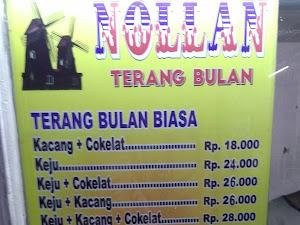 NOLLAN
TERANG BULAN
TERANG BULAN BIASA
Kacang + Cokelat..................... Rp. 18.000
Keju........................................ Rp. 24.000
Keju + Cokelat......................... Rp. 26.000
Keju + Kacang......................... Rp. 26.000
Keju + Kacang + Cokelat......... Rp. 28.000